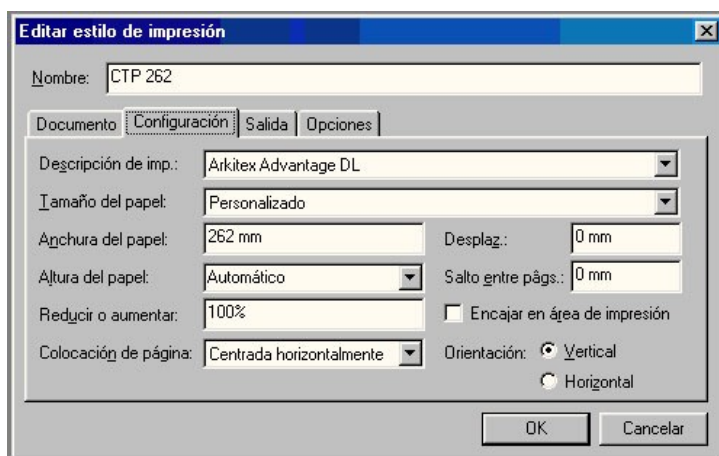 Editar estilo de impresión
Nombre: CTP 262
Documento Configuración Salida Opciones
Descripción de imp.: Arkitex Advantage DL
Tamaño del papel: Personalizado
Anchura del papel: 262 mm Desplaz.: 0 mm
Altura del papel: Automático Salto entre pâgs.: 0 mm
Reducir o aumentar: 100% Encajar en área de impresión
Colocación de página: Centrada horizontalmente Orientación: Vertical
Horizontal
OK Cancelar